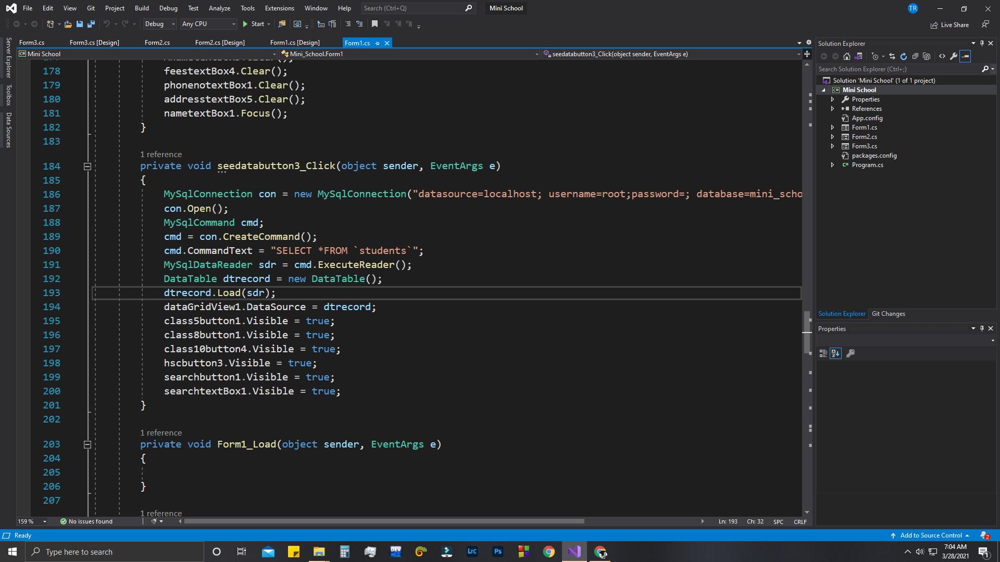 File Edit View Git Project Build Debug Test Analyze Tools Extensions Window Help Search (Ctrl+Q) Mini School TR
Debug Any CPU Start Live Share
Form3.cs Form3.cs [Design] Form2.cs Form2.cs [Design] Form1.cs [Design] Form1.cs
C# Mini School Mini_School.Form1 seedatabutton3_Click(object sender, EventArgs e)
Server Explorer
Toolbox
Data Sources
178 feestextBox4.Clear();
179 phonenotextBox1.Clear();
180 addresstextBox5.Clear();
181 nametextBox1.Focus();
182 }
183
1 reference
184 private void seedatabutton3_Click(object sender, EventArgs e)
185 {
186 MySqlConnection con = new MySqlConnection("datasource=localhost; username=root;password=; database=mini_scho
187 con.Open();
188 MySqlCommand cmd;
189 cmd = con.CreateCommand();
190 cmd.CommandText = "SELECT *FROM `students`";
191 MySqlDataReader sdr = cmd.ExecuteReader();
192 DataTable dtrecord = new DataTable();
193 dtrecord.Load(sdr);
194 dataGridView1.DataSource = dtrecord;
195 class5button1.Visible = true;
196 class8button1.Visible = true;
197 class10button4.Visible = true;
198 hscbutton3.Visible = true;
199 searchbutton1.Visible = true;
200 searchtextBox1.Visible = true;
201 }
202
1 reference
203 private void Form1_Load(object sender, EventArgs e)
204 {
205
206 }
207
1 reference
159 % No issues found Ln: 193 Ch: 32 SPC CRLF
Solution Explorer
Search Solution Explorer (Ctrl+;)
Solution 'Mini School' (1 of 1 project)
C# Mini School
Properties
References
App.config
Form1.cs
Form2.cs
Form3.cs
packages.config
C# Program.cs
Solution Explorer Git Changes
Properties
Ready Add to Source Control 2
Type here to search DEV Lrc Ps 7:04 AM
3/28/2021 1